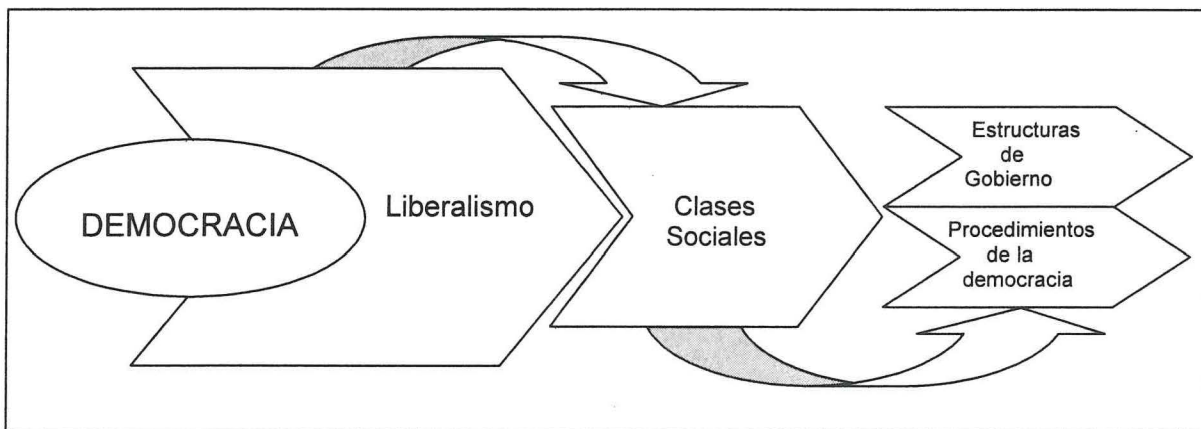 DEMOCRACIA
Liberalismo
Clases
Sociales
Estructuras
de
Gobierno
Procedimientos
de la
democracia